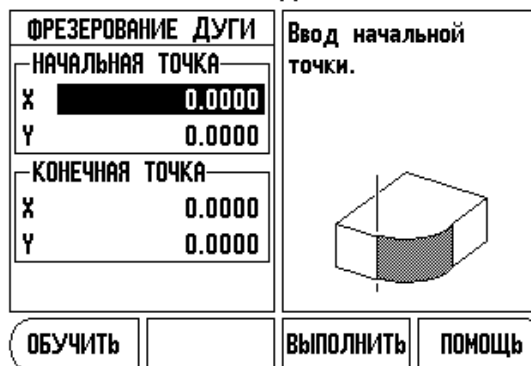 ФРЕЗЕРОВАНИЕ ДУГИ
НАЧАЛЬНАЯ ТОЧКА
X 0.0000
Y 0.0000
КОНЕЧНАЯ ТОЧКА
X 0.0000
Y 0.0000
Ввод начальной
точки.
ОБУЧИТЬ
ВЫПОЛНИТЬ
ПОМОЩЬ